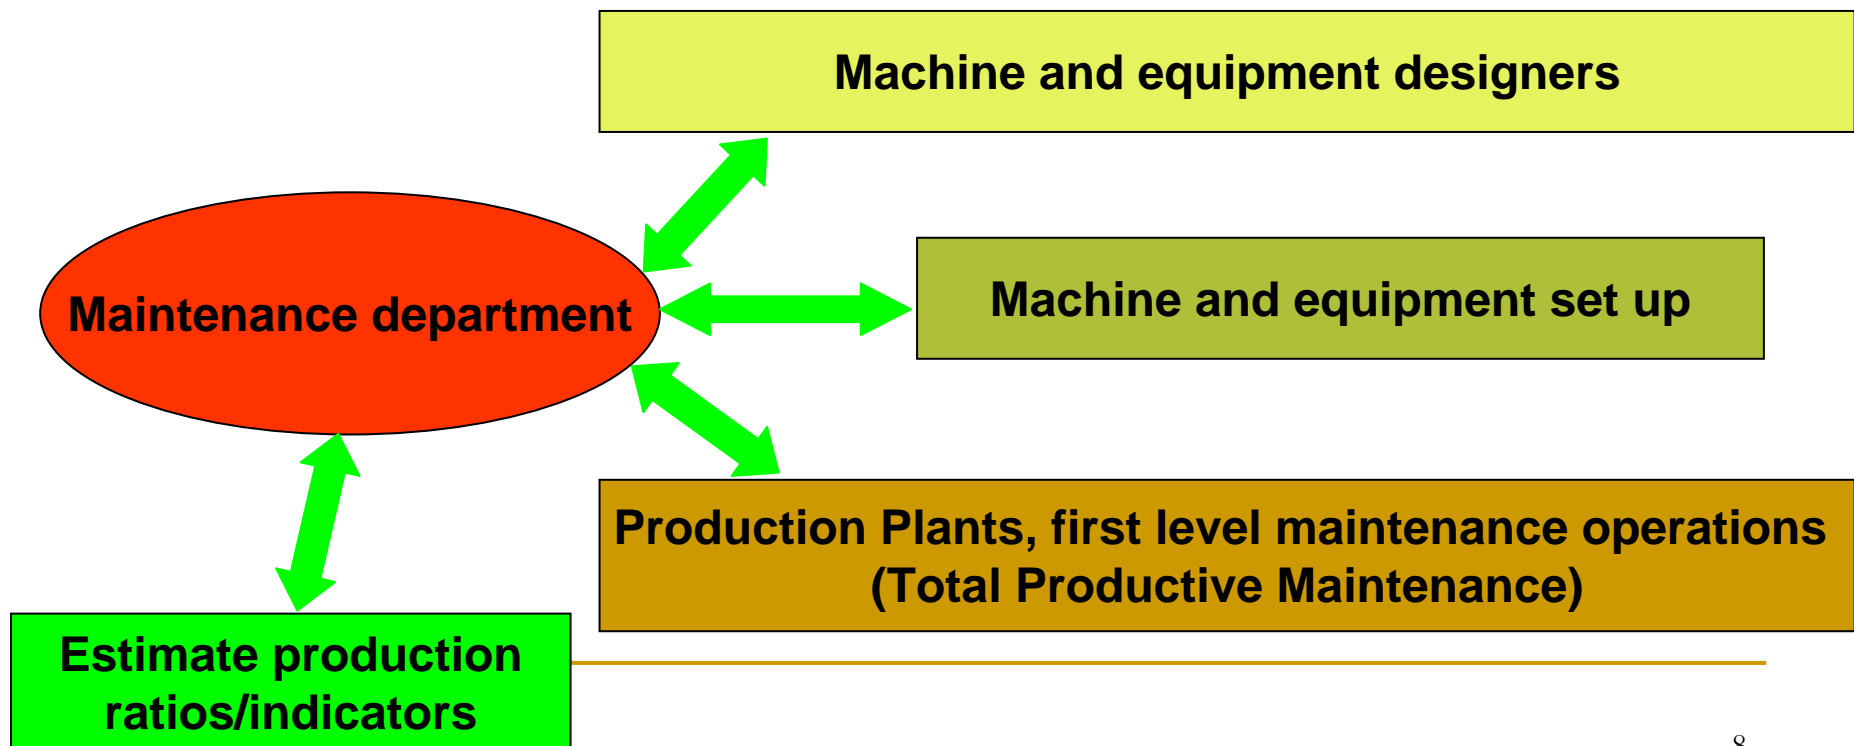 Machine and equipment designers
Maintenance department
Machine and equipment set up
Production Plants, first level maintenance operations
(Total Productive Maintenance)
Estimate production
ratios/indicators
8